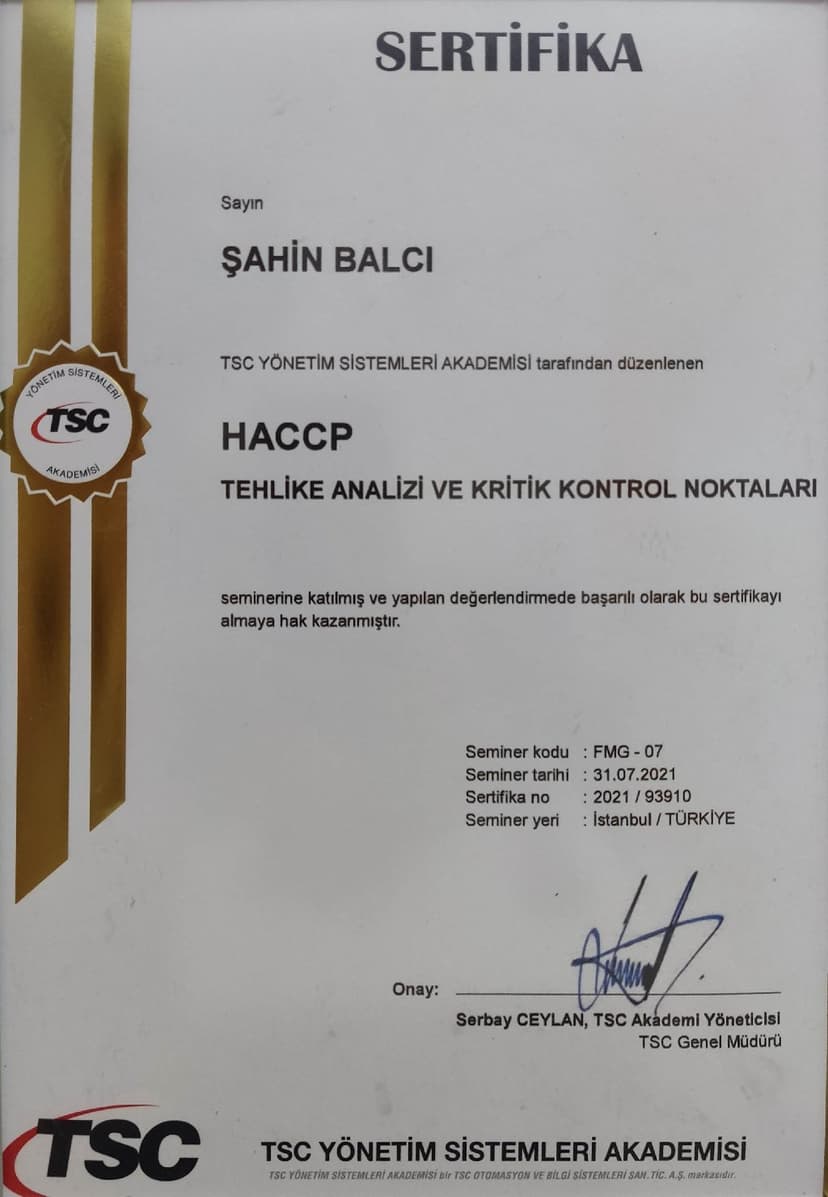 SERTİFİKA
Sayın
ŞAHİN BALCI
TSC YÖNETİM SİSTEMLERİ AKADEMİSİ tarafından düzenlenen
YÖNETİM SİSTEMLERİ
TSC
AKADEMİSİ
HACCP
TEHLİKE ANALİZİ VE KRİTİK KONTROL NOKTALARI
seminerine katılmış ve yapılan değerlendirmede başarılı olarak bu sertifikayı
almaya hak kazanmıştır.
Seminer kodu : FMG - 07
Seminer tarihi : 31.07.2021
Sertifika no : 2021 / 93910
Seminer yeri : İstanbul / TÜRKİYE
Onay:
Serbay CEYLAN, TSC Akademi Yöneticisi
TSC Genel Müdürü
TSC
TSC YÖNETİM SİSTEMLERİ AKADEMİSİ
TSC YÖNETİM SİSTEMLERİ AKADEMİSİ bir TSC OTOMASYON VE BİLGİ SİSTEMLERİ SAN. TİC. A.Ş. markasıdır.